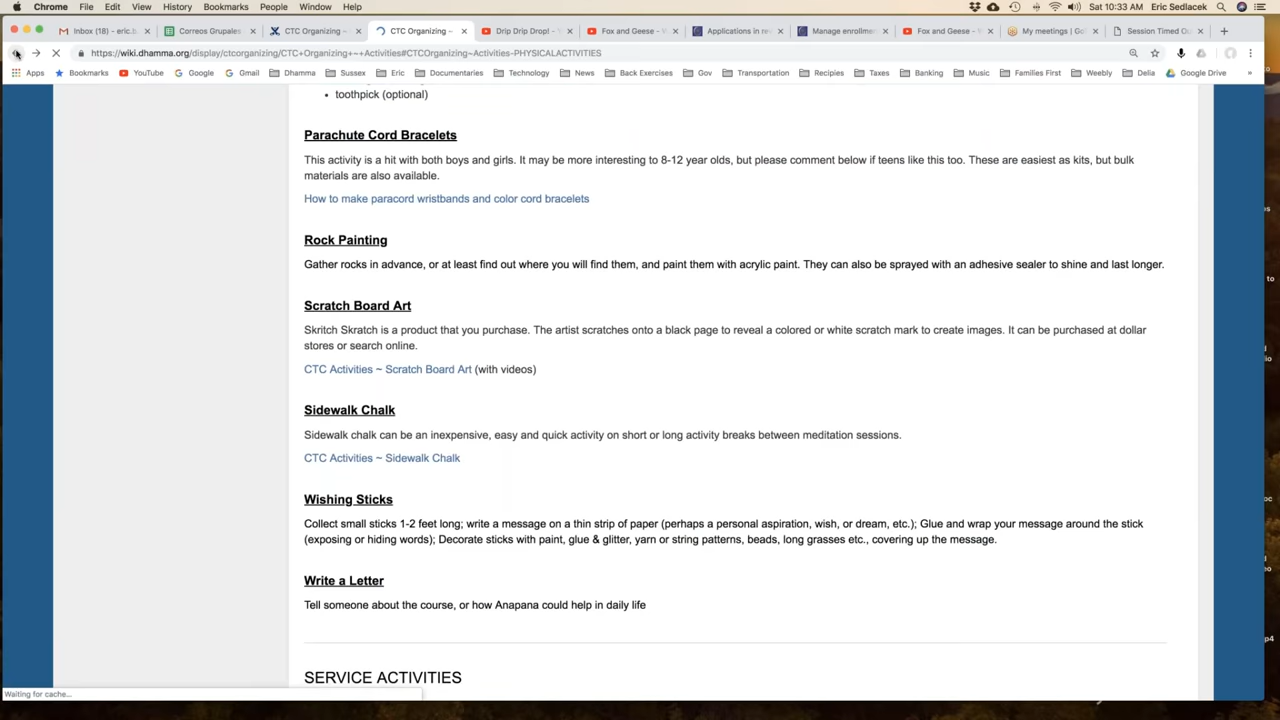 Chrome File Edit View History Bookmarks People Window Help Sat 10:33 AM Eric Sedlacek
Inbox (18) - eric.b Correos Grupales CTC Organizing ~ CTC Organizing ~ Drip Drip Drop! - Fox and Geese - W Applications in re Manage enrollme Fox and Geese - W My meetings | Go Session Timed Ou
https://wiki.dhamma.org/display/ctcorganizing/CTC+Organizing+~+Activities#CTCOrganizing~Activities-PHYSICALACTIVITIES
Apps Bookmarks YouTube Google Gmail Dhamma Sussex Eric Documentaries Technology News Back Exercises Gov Transportation Recipies Taxes Banking Music Families First Weebly Delia Google Drive »
• toothpick (optional)
Parachute Cord Bracelets
This activity is a hit with both boys and girls. It may be more interesting to 8-12 year olds, but please comment below if teens like this too. These are easiest as kits, but bulk
materials are also available.
How to make paracord wristbands and color cord bracelets
Rock Painting
Gather rocks in advance, or at least find out where you will find them, and paint them with acrylic paint. They can also be sprayed with an adhesive sealer to shine and last longer.
Scratch Board Art
Skritch Skratch is a product that you purchase. The artist scratches onto a black page to reveal a colored or white scratch mark to create images. It can be purchased at dollar
stores or search online.
CTC Activities ~ Scratch Board Art (with videos)
Sidewalk Chalk
Sidewalk chalk can be an inexpensive, easy and quick activity on short or long activity breaks between meditation sessions.
CTC Activities ~ Sidewalk Chalk
Wishing Sticks
Collect small sticks 1-2 feet long; write a message on a thin strip of paper (perhaps a personal aspiration, wish, or dream, etc.); Glue and wrap your message around the stick
(exposing or hiding words); Decorate sticks with paint, glue & glitter, yarn or string patterns, beads, long grasses etc., covering up the message.
Write a Letter
Tell someone about the course, or how Anapana could help in daily life
SERVICE ACTIVITIES
Waiting for cache...